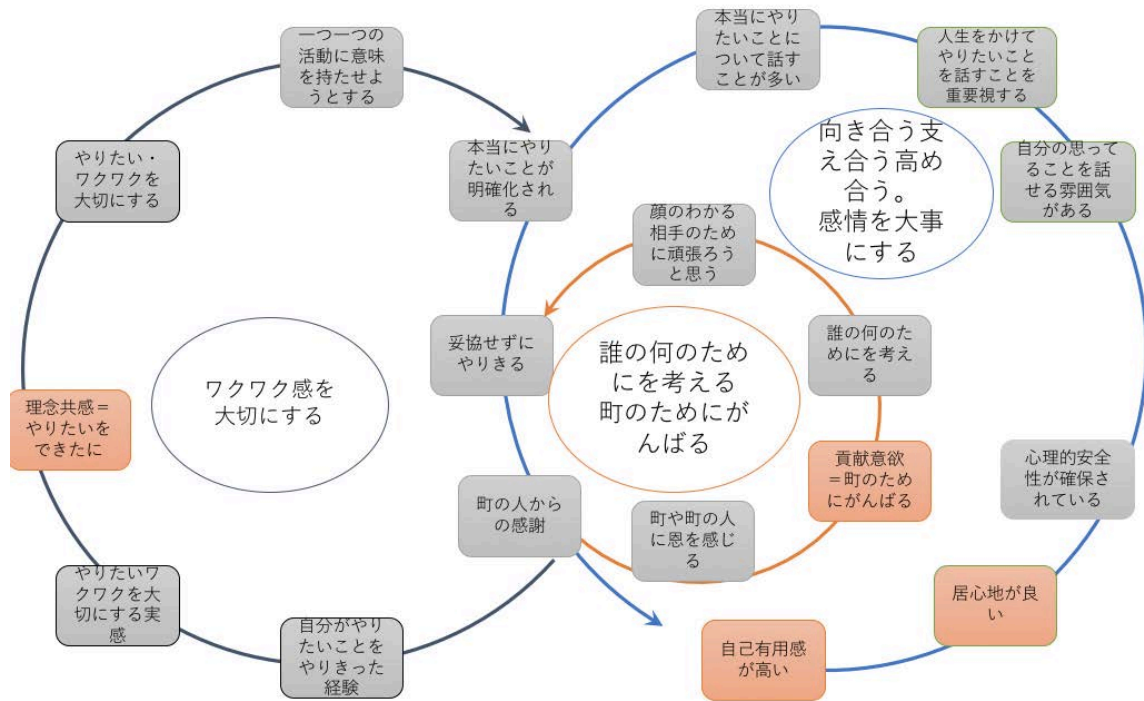 一つ一つの
活動に意味
を持たせよ
うとする
本当にやり
たいことに
ついて話す
ことが多い
人生をかけて
やりたいこと
を話すことを
重要視する
やりたい・
ワクワクを
大切にする
本当にやり
たいことが
明確化され
る
向き合う支
え合う高め
合う。
感情を大事
にする
自分の思って
ることを話
せる雰囲気
がある
顔のわかる
相手のため
に頑張ろう
と思う
妥協せずに
やりきる
誰の何のため
にを考える
町のためにが
んばる
誰の何のた
めにを考え
る
ワクワク感を
大切にする
理念共感＝
やりたいを
できたに
貢献意欲
＝町のため
にがんばる
心理的安全
性が確保さ
れている
町の人から
の感謝
町や町の人
に恩を感じ
る
やりたいワ
クワクを大
切にする実
感
自分がやり
たいことを
やりきった
経験
自己有用感
が高い
居心地が良
い